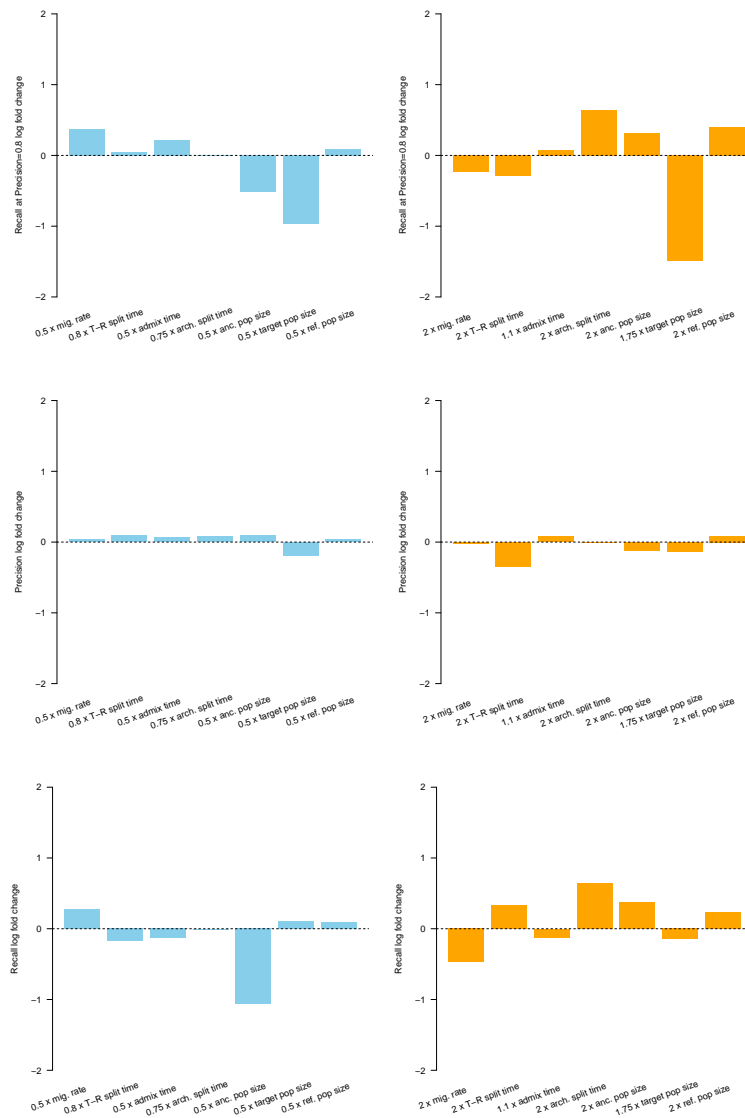 Recall at Precision=0.8 log fold change
2
1
0
−1
−2
0.5 x mig. rate
0.8 x T−R split time
0.5 x admix time
0.75 x arch. split time
0.5 x anc. pop size
0.5 x target pop size
0.5 x ref. pop size
Recall at Precision=0.8 log fold change
2
1
0
−1
−2
2 x mig. rate
2 x T−R split time
1.1 x admix time
2 x arch. split time
2 x anc. pop size
1.75 x target pop size
2 x ref. pop size
Precision log fold change
2
1
0
−1
−2
0.5 x mig. rate
0.8 x T−R split time
0.5 x admix time
0.75 x arch. split time
0.5 x anc. pop size
0.5 x target pop size
0.5 x ref. pop size
Precision log fold change
2
1
0
−1
−2
2 x mig. rate
2 x T−R split time
1.1 x admix time
2 x arch. split time
2 x anc. pop size
1.75 x target pop size
2 x ref. pop size
Recall log fold change
2
1
0
−1
−2
0.5 x mig. rate
0.8 x T−R split time
0.5 x admix time
0.75 x arch. split time
0.5 x anc. pop size
0.5 x target pop size
0.5 x ref. pop size
Recall log fold change
2
1
0
−1
−2
2 x mig. rate
2 x T−R split time
1.1 x admix time
2 x arch. split time
2 x anc. pop size
1.75 x target pop size
2 x ref. pop size